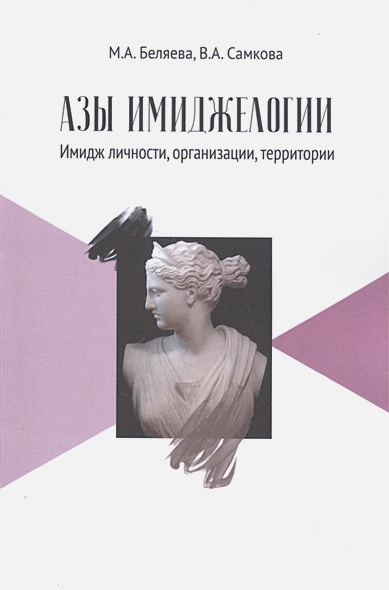 М.А. Беляева, В.А. Самкова
АЗЫ ИМИДЖЕЛОГИИ
Имидж личности, организации, территории